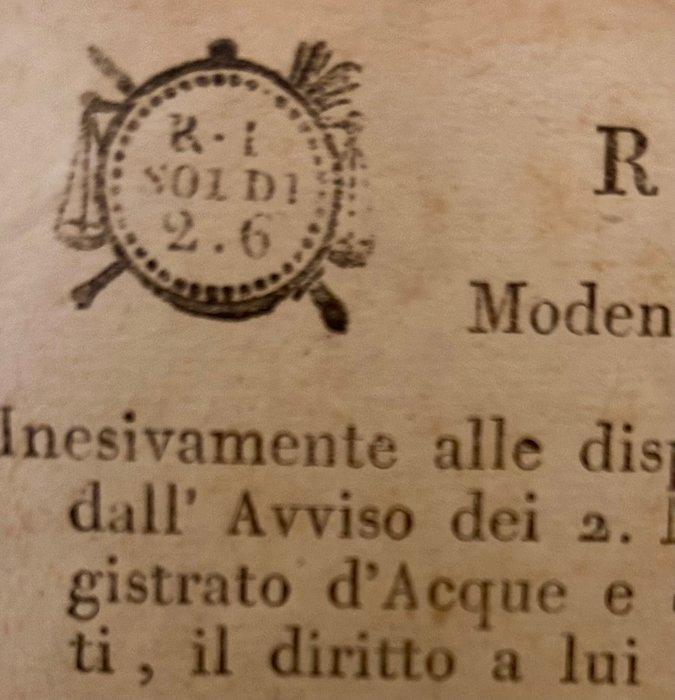 R · I
SOLDI
2 . 6
R
Moden
Inesivamente alle disp
dall' Avviso dei 2.
gistrato d'Acque e
ti , il diritto a lui